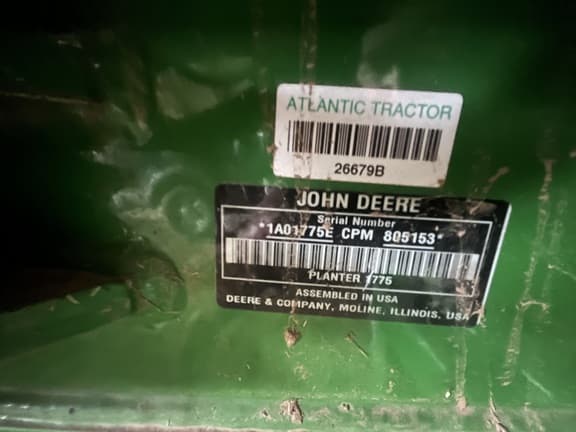 ATLANTIC TRACTOR
26679B
JOHN DEERE
Serial Number
*1A01775E CPM 805153*
PLANTER 1775
ASSEMBLED IN USA
DEERE & COMPANY, MOLINE, ILLINOIS, USA